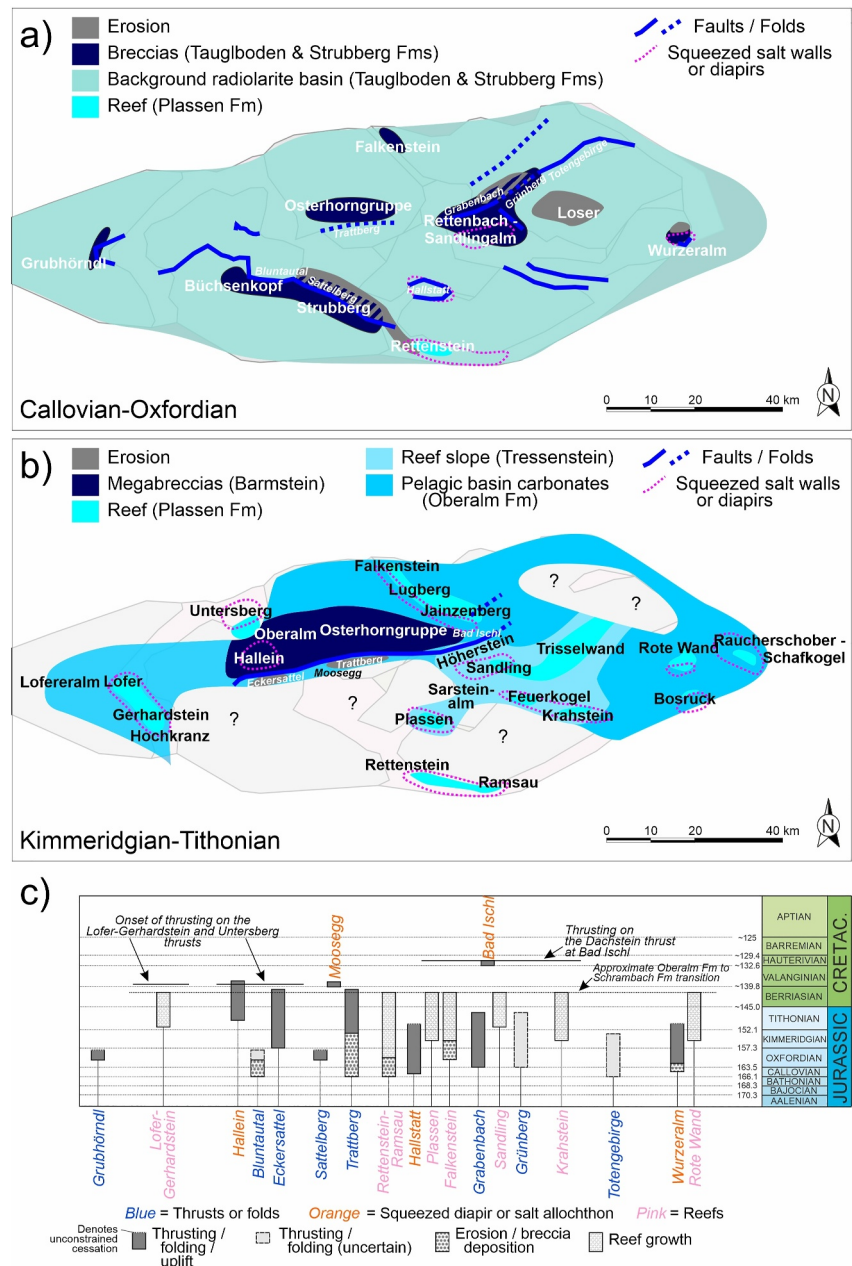 a)
Erosion
Breccias (Tauglboden & Strubberg Fms)
Background radiolarite basin (Tauglboden & Strubberg Fms)
Reef (Plassen Fm)
Faults / Folds
Squeezed salt walls
or diapirs
Falkenstein
Grabenbach
Grünberg
Totengebirge
Osterhorngruppe
Trattberg
Rettenbach -
Sandlingalm
Loser
Wurzeralm
Grubhörndl
Bluntautal
Büchsenkopf
Sattelberg
Strubberg
Hallstatt
Rettenstein
Callovian-Oxfordian
0 10 20 40 km
N
b)
Erosion
Megabreccias (Barmstein)
Reef (Plassen Fm)
Reef slope (Tressenstein)
Pelagic basin carbonates
(Oberalm Fm)
Faults / Folds
Squeezed salt walls
or diapirs
Falkenstein
Lugberg
Jainzenberg
Untersberg
Oberalm
Osterhorngruppe
Bad Ischl
Hallein
Trattberg
Eckersattel
Moosegg
Höherstein
Sandling
Trisselwand
Rote Wand
Raucherschober -
Schafkogel
Lofereralm
Lofer
Gerhardstein
Hochkranz
Sarstein-
alm
Feuerkogel
Krahstein
Bosruck
Plassen
Rettenstein
Ramsau
?
?
?
?
?
Kimmeridgian-Tithonian
0 10 20 40 km
N
c)
Onset of thrusting on the
Lofer-Gerhardstein and Untersberg
thrusts
Moosegg
Bad Ischl
Thrusting on
the Dachstein thrust
at Bad Ischl
Approximate Oberalm Fm to
Schrambach Fm transition
~125
~129.4
~132.6
~139.8
~145.0
152.1
157.3
163.5
166.1
168.3
170.3
APTIAN
BARREMIAN
HAUTERIVIAN
VALANGINIAN
BERRIASIAN
TITHONIAN
KIMMERIDGIAN
OXFORDIAN
CALLOVIAN
BATHONIAN
BAJOCIAN
AALENIAN
CRETAC.
JURASSIC
Grubhörndl
Lofer-
Gerhardstein
Hallein
Bluntautal
Eckersattel
Sattelberg
Trattberg
Rettenstein-
Ramsau
Hallstatt
Plassen
Falkenstein
Grabenbach
Sandling
Grünberg
Krahstein
Totengebirge
Wurzeralm
Rote Wand
Blue = Thrusts or folds
Orange = Squeezed diapir or salt allochthon
Pink = Reefs
Denotes
unconstrained
cessation
Thrusting /
folding /
uplift
Thrusting /
folding (uncertain)
Erosion / breccia
deposition
Reef growth